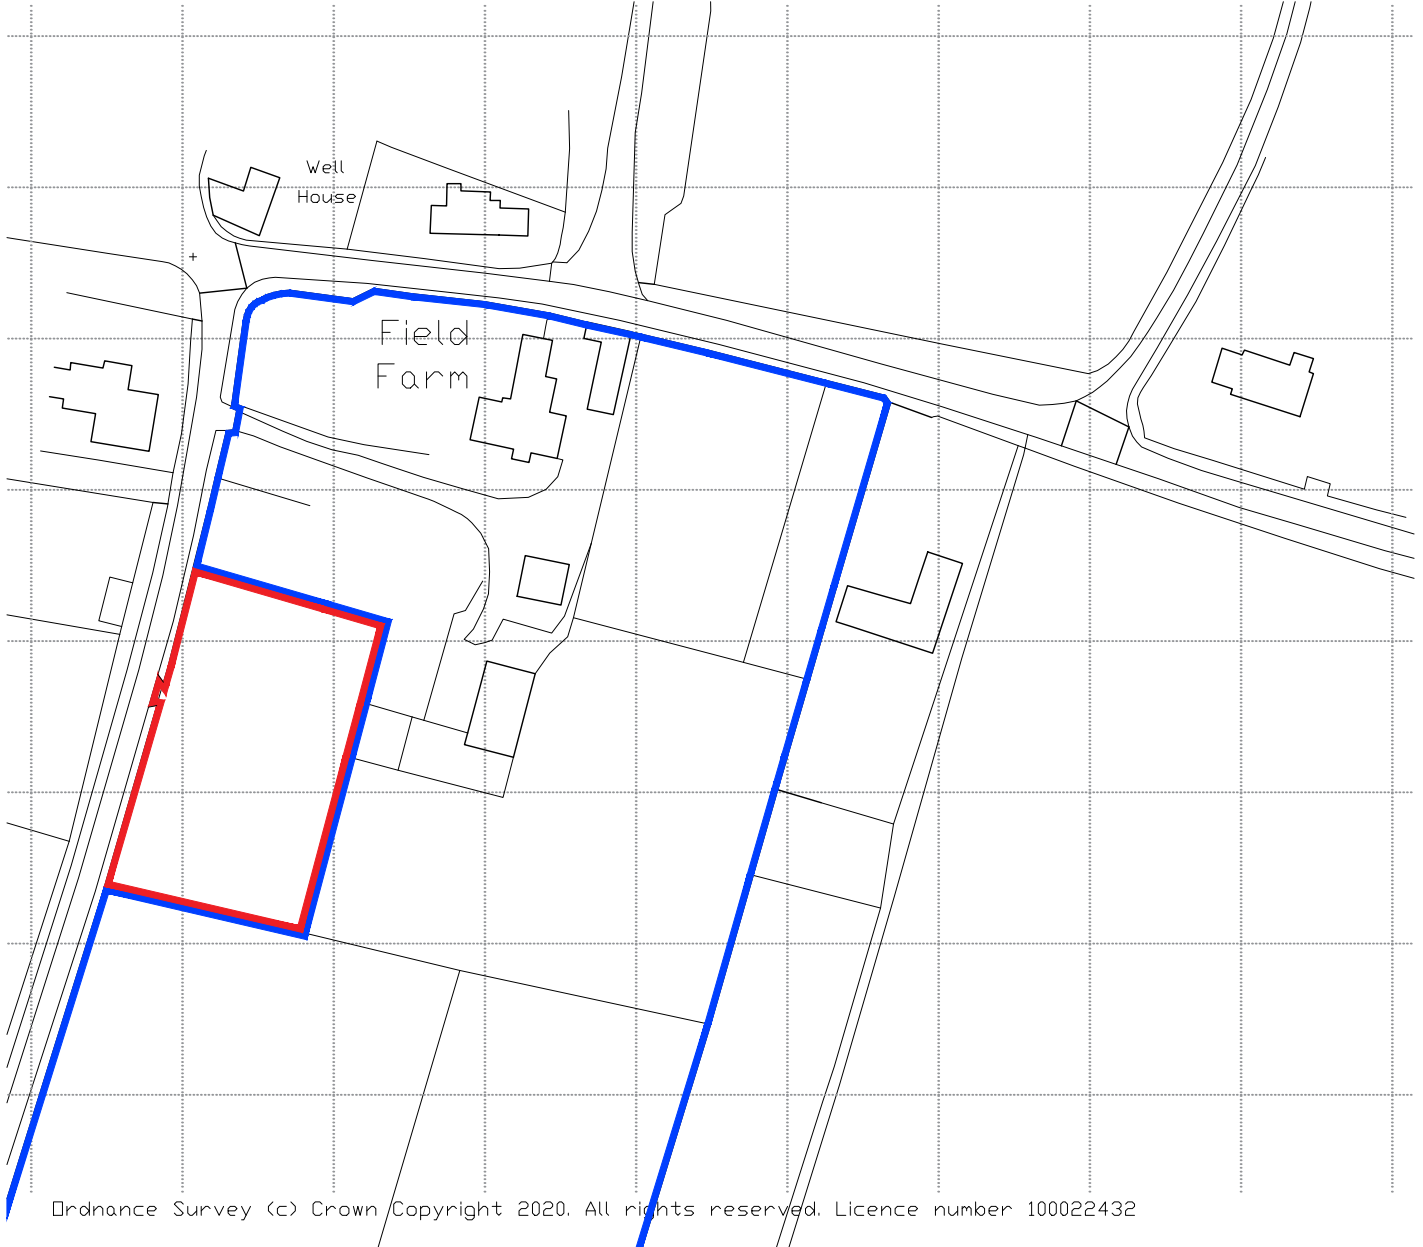 Well
House
Field
Farm
Ordnance Survey (c) Crown Copyright 2020. All rights reserved. Licence number 100022432